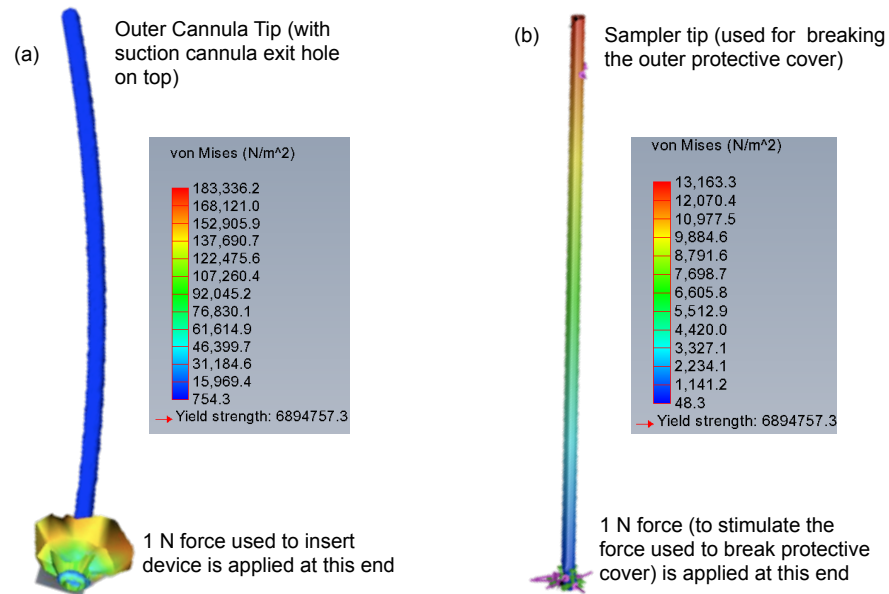 (a)
Outer Cannula Tip (with
suction cannula exit hole
on top)
von Mises (N/m^2)
183,336.2
168,121.0
152,905.9
137,690.7
122,475.6
107,260.4
92,045.2
76,830.1
61,614.9
46,399.7
31,184.6
15,969.4
754.3
Yield strength: 6894757.3
1 N force used to insert
device is applied at this end
(b)
Sampler tip (used for breaking
the outer protective cover)
von Mises (N/m^2)
13,163.3
12,070.4
10,977.5
9,884.6
8,791.6
7,698.7
6,605.8
5,512.9
4,420.0
3,327.1
2,234.1
1,141.2
48.3
Yield strength: 6894757.3
1 N force (to stimulate the
force used to break protective
cover) is applied at this end